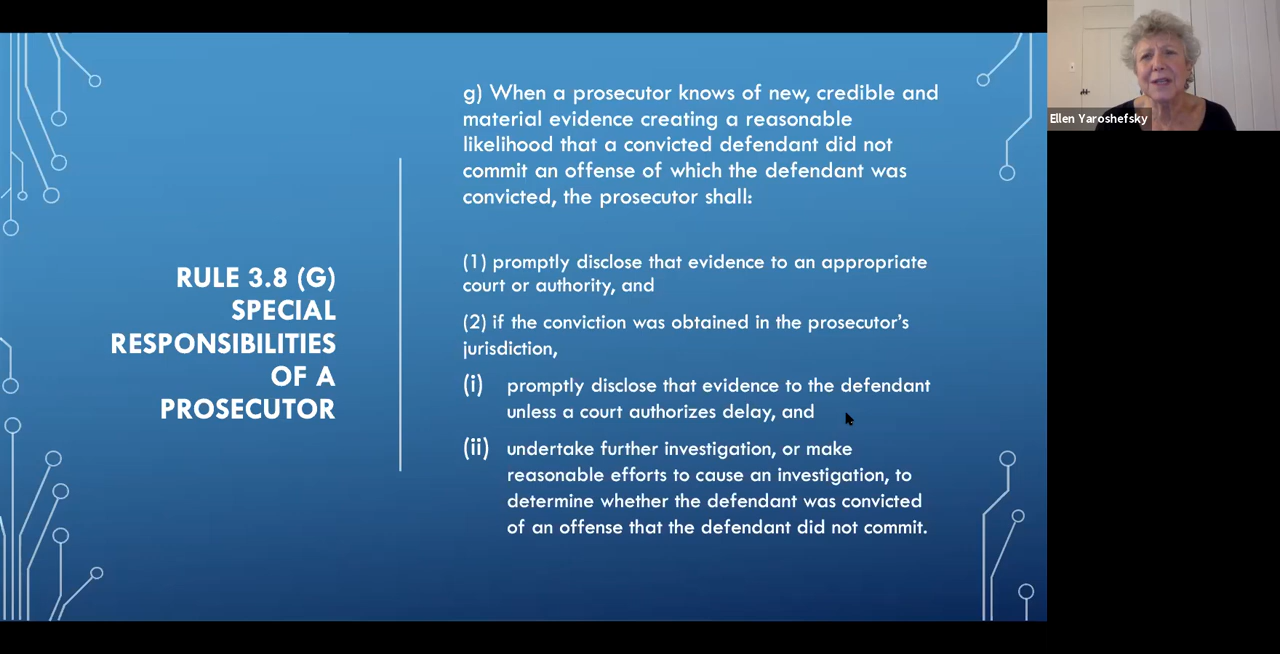 RULE 3.8 (G)
SPECIAL
RESPONSIBILITIES
OF A
PROSECUTOR
g) When a prosecutor knows of new, credible and
material evidence creating a reasonable
likelihood that a convicted defendant did not
commit an offense of which the defendant was
convicted, the prosecutor shall:
(1) promptly disclose that evidence to an appropriate
court or authority, and
(2) if the conviction was obtained in the prosecutor's
jurisdiction,
(i) promptly disclose that evidence to the defendant
unless a court authorizes delay, and
(ii) undertake further investigation, or make
reasonable efforts to cause an investigation, to
determine whether the defendant was convicted
of an offense that the defendant did not commit.
Ellen Yaroshefsky